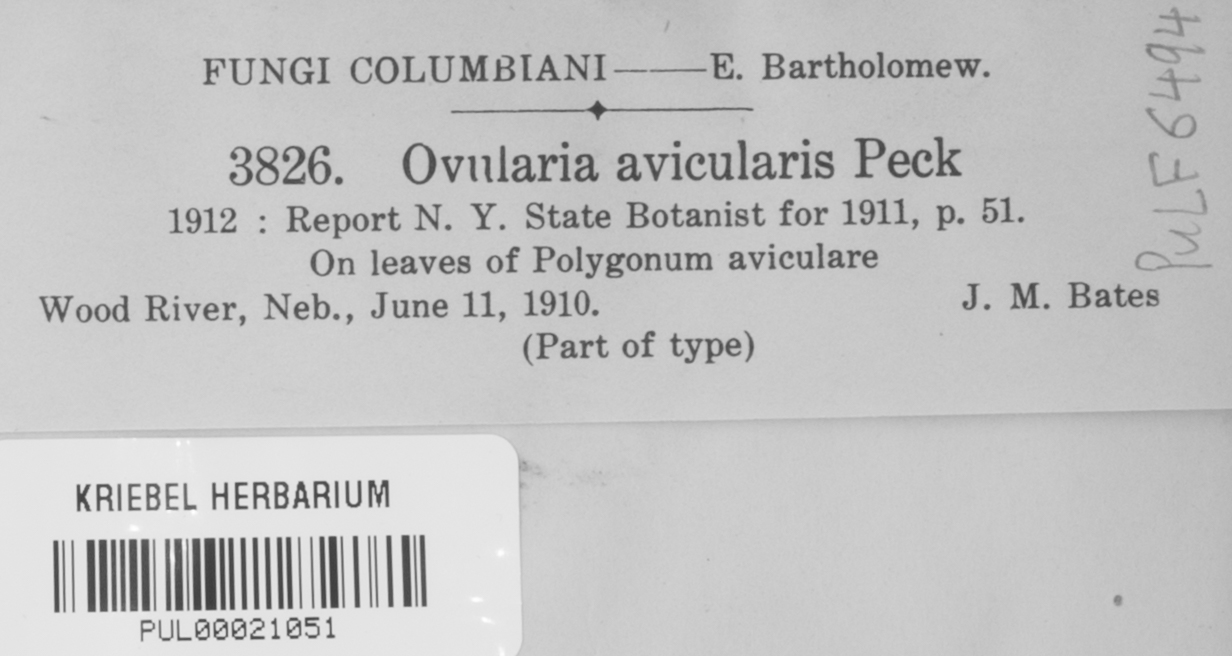 FUNGI COLUMBIANI——E. Bartholomew.
3826. Ovularia avicularis Peck
1912 : Report N. Y. State Botanist for 1911, p. 51.
On leaves of Polygonum aviculare
Wood River, Neb., June 11, 1910. J. M. Bates
(Part of type)
PULF6494
KRIEBEL HERBARIUM
PUL00021051